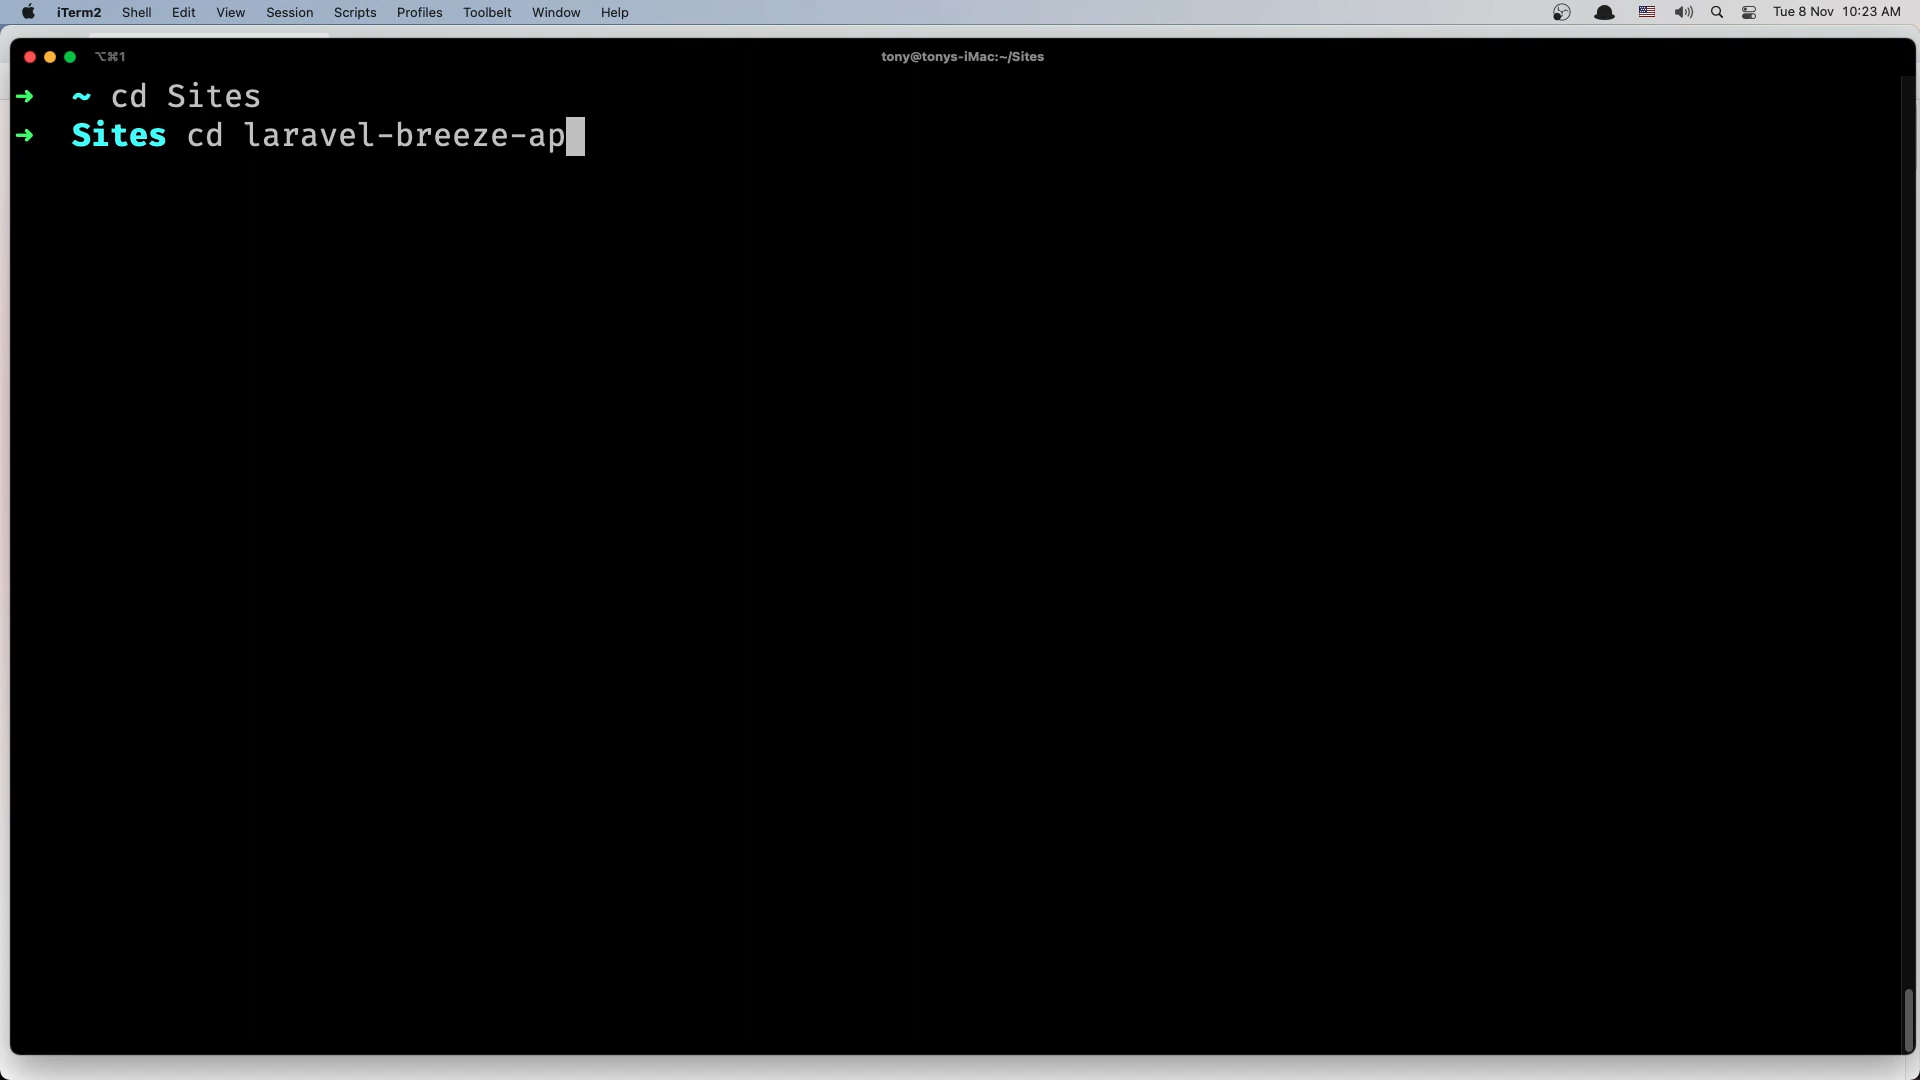 iTerm2 Shell Edit View Session Scripts Profiles Toolbelt Window Help Tue 8 Nov 10:23 AM
⌥⌘1 tony@tonys-iMac:~/Sites
➜ ~ cd Sites
➜ Sites cd laravel-breeze-ap